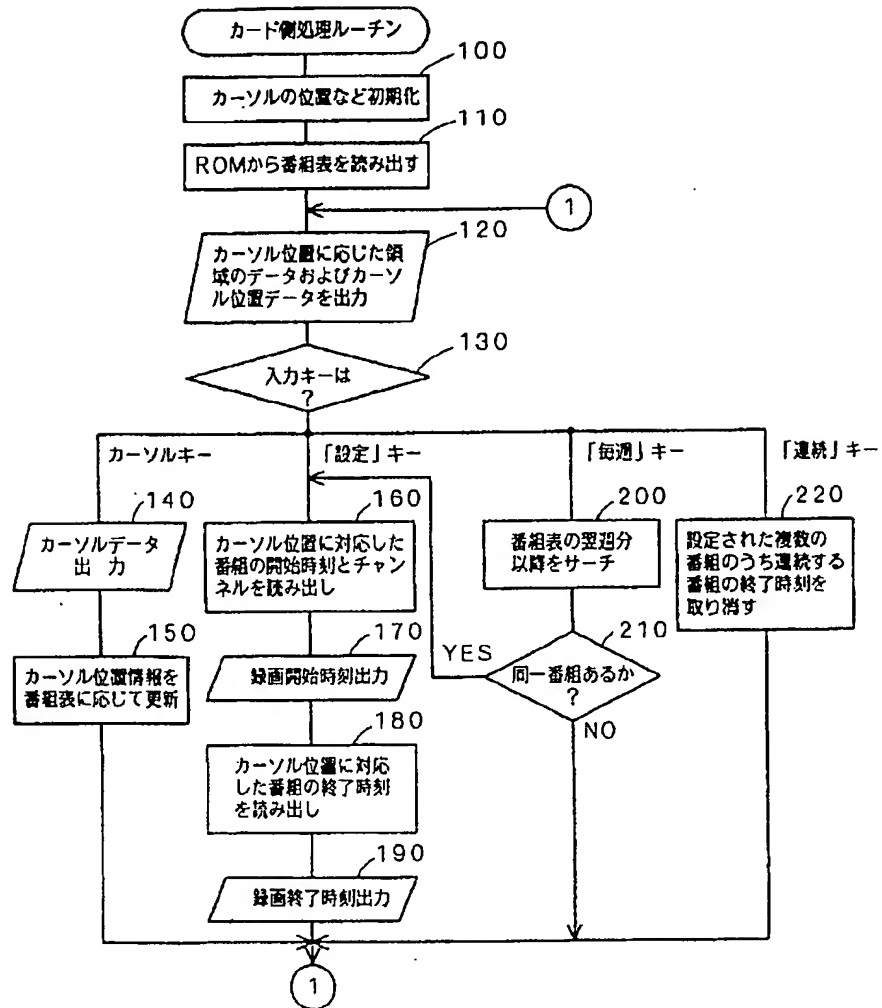 カード側処理ルーチン
100
カーソルの位置など初期化
110
ROMから番組表を読み出す
1
120
カーソル位置に応じた領
域のデータおよびカーソ
ル位置データを出力
130
入力キーは
?
カーソルキー
「設定」キー
「毎週」キー
「連続」キー
140
カーソルデータ
出力
150
カーソル位置情報を
番組表に応じて更新
160
カーソル位置に対応した
番組の開始時刻とチャン
ネルを読み出し
170
録画開始時刻出力
180
カーソル位置に対応
した番組の終了時刻
を読み出し
190
録画終了時刻出力
200
番組表の翌週分
以降をサーチ
210
YES
同一番組あるか
?
NO
220
設定された複数の
番組のうち連続する
番組の終了時刻を
取り消す
1